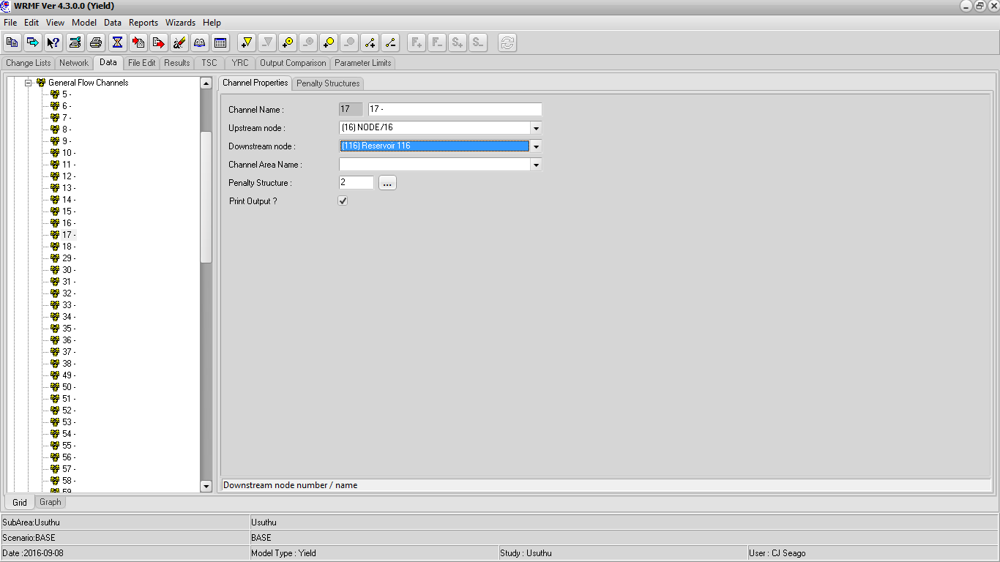 WRMF Ver 4.3.0.0 (Yield)
File Edit View Model Data Reports Wizards Help
Change Lists Network Data File Edit Results TSC YRC Output Comparison Parameter Limits
General Flow Channels
5 -
6 -
7 -
8 -
9 -
10 -
11 -
12 -
13 -
14 -
15 -
16 -
17 -
18 -
29 -
30 -
31 -
32 -
33 -
34 -
35 -
36 -
37 -
38 -
49 -
50 -
51 -
52 -
53 -
54 -
55 -
56 -
57 -
58 -
59
Channel Properties Penalty Structures
Channel Name : 17 17 -
Upstream node : (16) NODE/16
Downstream node : (116) Reservoir 116
Channel Area Name :
Penalty Structure : 2 ...
Print Output ?
Downstream node number / name
Grid Graph
SubArea:Usuthu Usuthu
Scenario:BASE BASE
Date :2016-09-08 Model Type : Yield Study : Usuthu User : CJ Seago